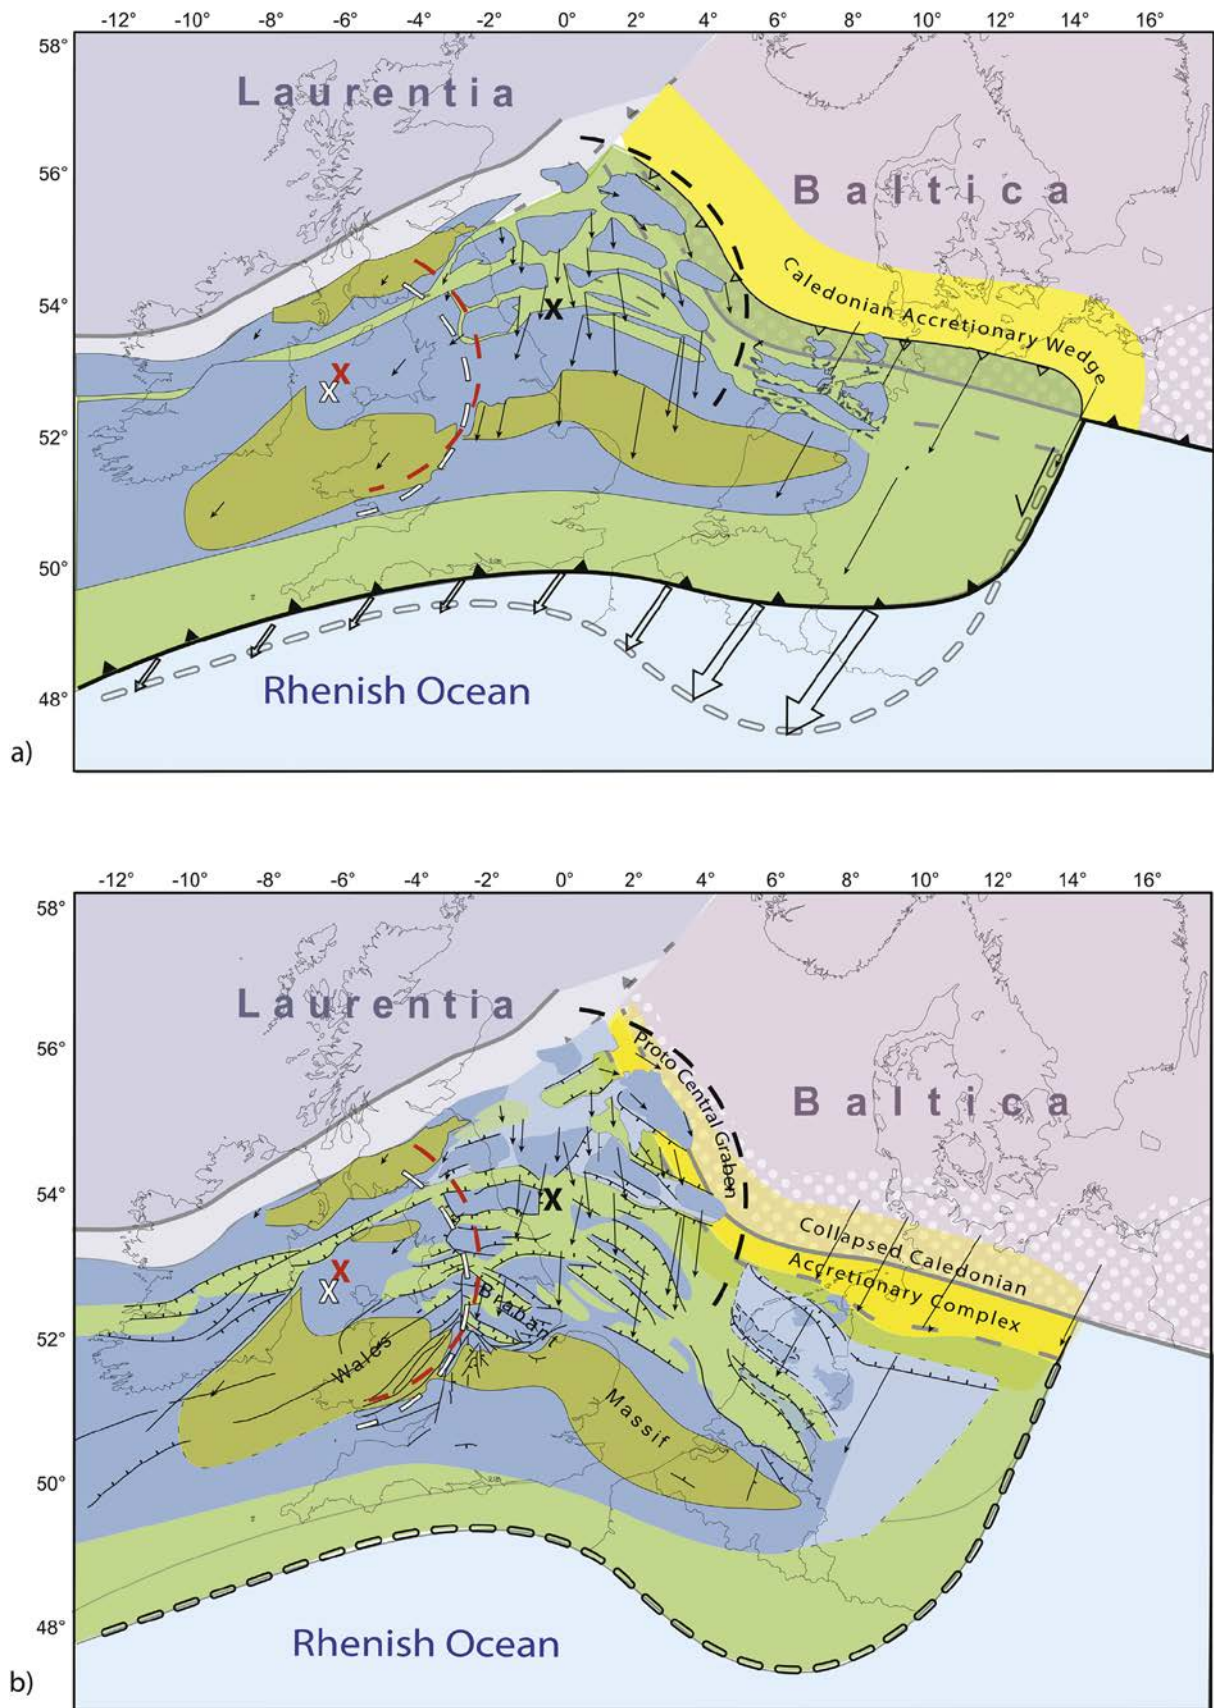 -12° -10° -8° -6° -4° -2° 0° 2° 4° 6° 8° 10° 12° 14° 16°
58°
Laurentia
Baltica
56°
54°
Caledonian Accretionary Wedge
X
X
X
52°
50°
48°
Rhenish Ocean
a)
-12° -10° -8° -6° -4° -2° 0° 2° 4° 6° 8° 10° 12° 14° 16°
58°
Laurentia
Baltica
56°
Proto Central Graben
54°
X
Collapsed Caledonian
Accretionary Complex
X
X
Braban
52°
Wales
Massif
50°
48°
Rhenish Ocean
b)